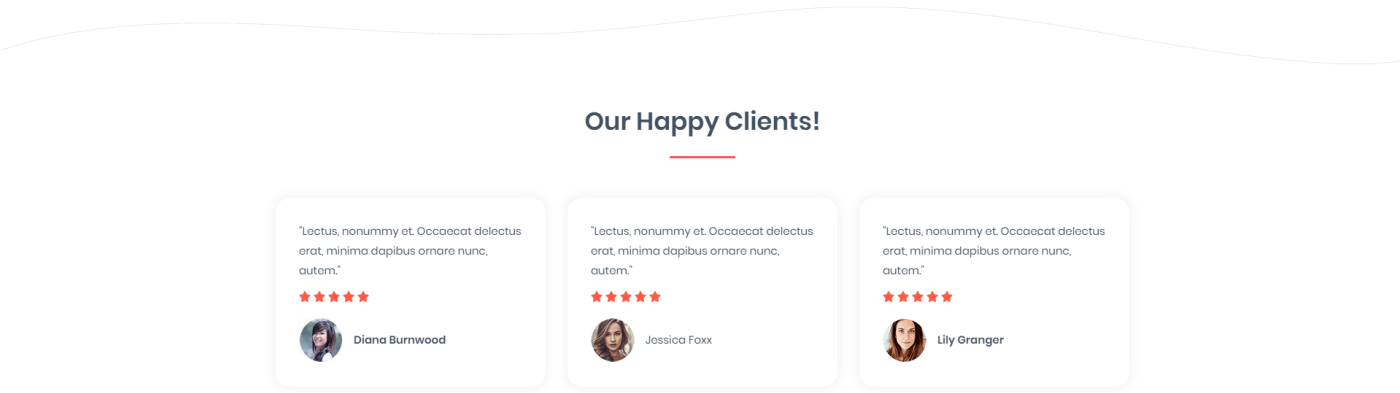 Our Happy Clients!
"Lectus, nonummy et. Occaecat delectus
erat, minima dapibus ornare nunc,
autem."
Diana Burnwood
"Lectus, nonummy et. Occaecat delectus
erat, minima dapibus ornare nunc,
autem."
Jessica Foxx
"Lectus, nonummy et. Occaecat delectus
erat, minima dapibus ornare nunc,
autem."
Lily Granger